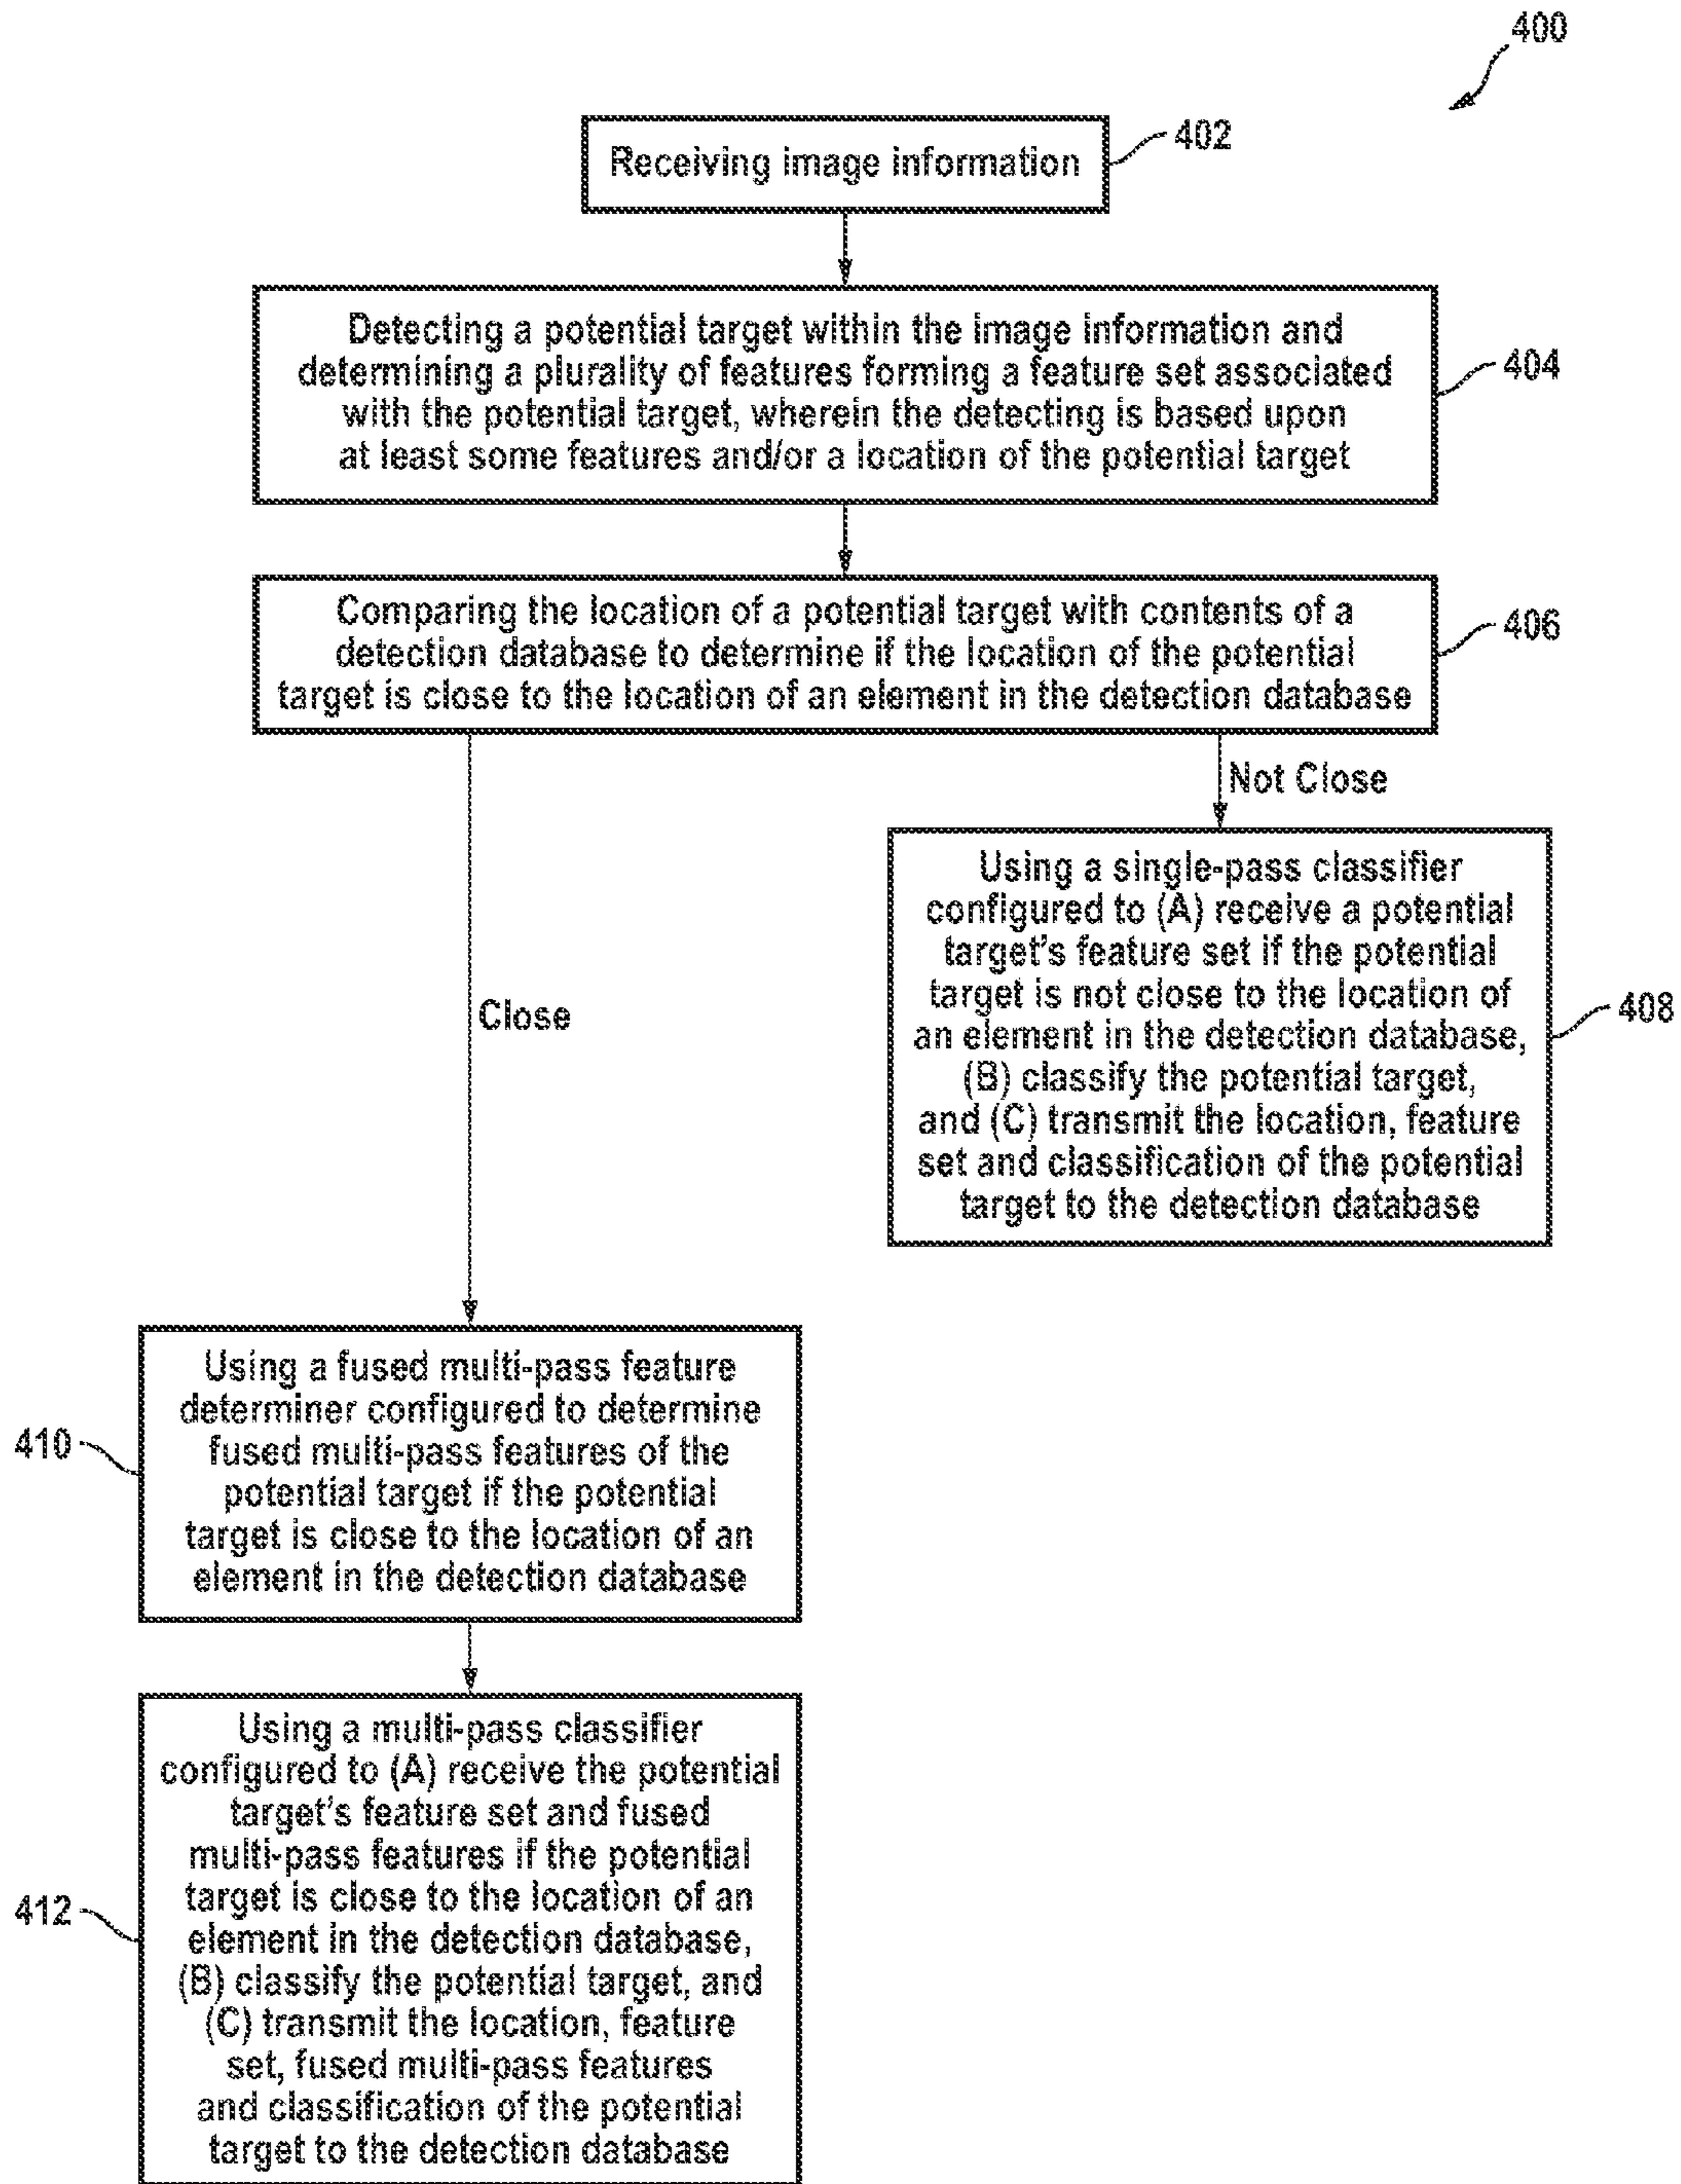 400
Receiving image information
402
Detecting a potential target within the image information and
determining a plurality of features forming a feature set associated
with the potential target, wherein the detecting is based upon
at least some features and/or a location of the potential target
404
Comparing the location of a potential target with contents of a
detection database to determine if the location of the potential
target is close to the location of an element in the detection database
406
Not Close
Close
Using a single-pass classifier
configured to (A) receive a potential
target's feature set if the potential
target is not close to the location of
an element in the detection database,
(B) classify the potential target,
and (C) transmit the location, feature
set and classification of the potential
target to the detection database
408
Using a fused multi-pass feature
determiner configured to determine
fused multi-pass features of the
potential target if the potential
target is close to the location of an
element in the detection database
410
Using a multi-pass classifier
configured to (A) receive the potential
target's feature set and fused
multi-pass features if the potential
target is close to the location of an
element in the detection database,
(B) classify the potential target, and
(C) transmit the location, feature
set, fused multi-pass features
and classification of the potential
target to the detection database
412